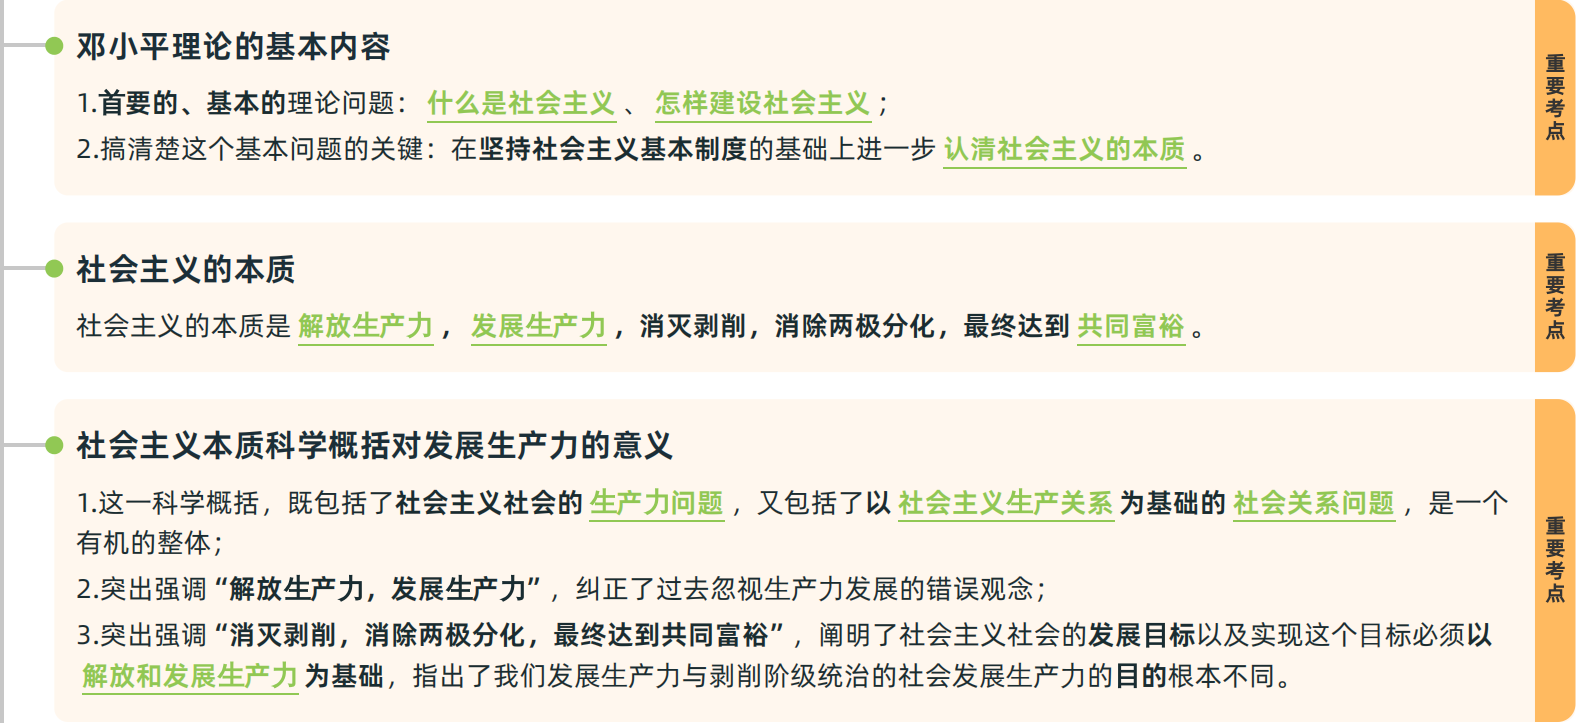 邓小平理论的基本内容
1.首要的、基本的理论问题：什么是社会主义、怎样建设社会主义；
2.搞清楚这个基本问题的关键：在坚持社会主义基本制度的基础上进一步认清社会主义的本质。
重要考点
社会主义的本质
社会主义的本质是解放生产力，发展生产力，消灭剥削，消除两极分化，最终达到共同富裕。
重要考点
社会主义本质科学概括对发展生产力的意义
1.这一科学概括，既包括了社会主义社会的生产力问题，又包括了以社会主义生产关系为基础的社会关系问题，是一个
有机的整体；
2.突出强调“解放生产力，发展生产力”，纠正了过去忽视生产力发展的错误观念；
3.突出强调“消灭剥削，消除两极分化，最终达到共同富裕”，阐明了社会主义社会的发展目标以及实现这个目标必须以
解放和发展生产力为基础，指出了我们发展生产力与剥削阶级统治的社会发展生产力的目的根本不同。
重要考点